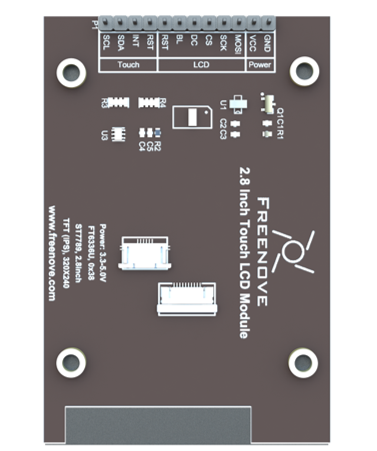 P1
SCL SDA INT RST RST BL DC CS SCK MOSI VCC GND
Touch LCD Power
R3 R4 U1 Q1 C1 R1
U3 C4 C5 R2 C2 C3
FREENOVE
2.8 Inch Touch LCD Module
Power: 3.3-5.0V
FT6336U, 0x38
ST7789, 2.8inch
TFT (IPS), 320X240
www.freenove.com